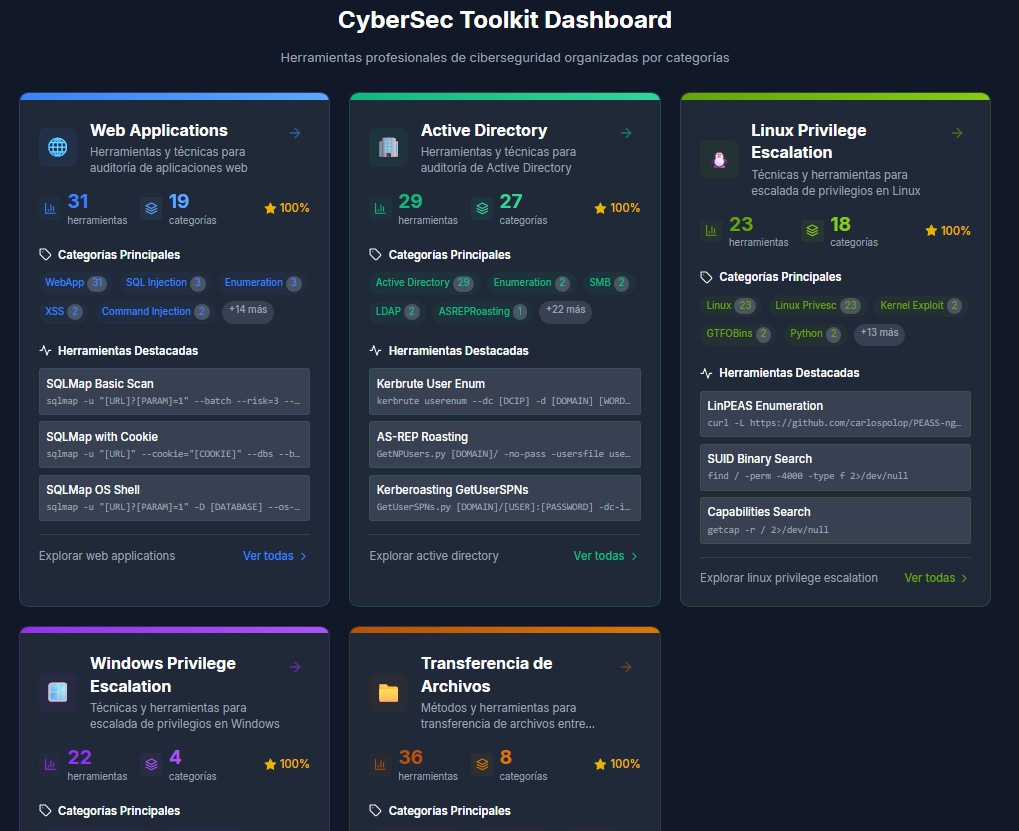 CyberSec Toolkit Dashboard
Herramientas profesionales de ciberseguridad organizadas por categorías
Web Applications
Herramientas y técnicas para
auditoría de aplicaciones web
31
herramientas
19
categorías
100%
Categorías Principales
WebApp 31
SQL Injection 3
Enumeration 3
XSS 2
Command Injection 2
+14 más
Herramientas Destacadas
SQLMap Basic Scan
sqlmap -u "[URL]?[PARAM]=1" --batch --risk=3 --…
SQLMap with Cookie
sqlmap -u "[URL]" --cookie="[COOKIE]" --dbs --b…
SQLMap OS Shell
sqlmap -u "[URL]?[PARAM]=1" -D [DATABASE] --os-…
Explorar web applications
Ver todas
Active Directory
Herramientas y técnicas para
auditoría de Active Directory
29
herramientas
27
categorías
100%
Categorías Principales
Active Directory 29
Enumeration 2
SMB 2
LDAP 2
ASREPRoasting 1
+22 más
Herramientas Destacadas
Kerbrute User Enum
kerbrute userenum --dc [DCIP] -d [DOMAIN] [WORD…
AS-REP Roasting
GetNPUsers.py [DOMAIN]/ -no-pass -usersfile use…
Kerberoasting GetUserSPNs
GetUserSPNs.py [DOMAIN]/[USER]:[PASSWORD] -dc-i…
Explorar active directory
Ver todas
Linux Privilege
Escalation
Técnicas y herramientas para
escalada de privilegios en Linux
23
herramientas
18
categorías
100%
Categorías Principales
Linux 23
Linux Privesc 23
Kernel Exploit 2
GTFOBins 2
Python 2
+13 más
Herramientas Destacadas
LinPEAS Enumeration
curl -L https://github.com/carlospolop/PEASS-ng…
SUID Binary Search
find / -perm -4000 -type f 2>/dev/null
Capabilities Search
getcap -r / 2>/dev/null
Explorar linux privilege escalation
Ver todas
Windows Privilege
Escalation
Técnicas y herramientas para
escalada de privilegios en Windows
22
herramientas
4
categorías
100%
Categorías Principales
Transferencia de
Archivos
Métodos y herramientas para
transferencia de archivos entre…
36
herramientas
8
categorías
100%
Categorías Principales